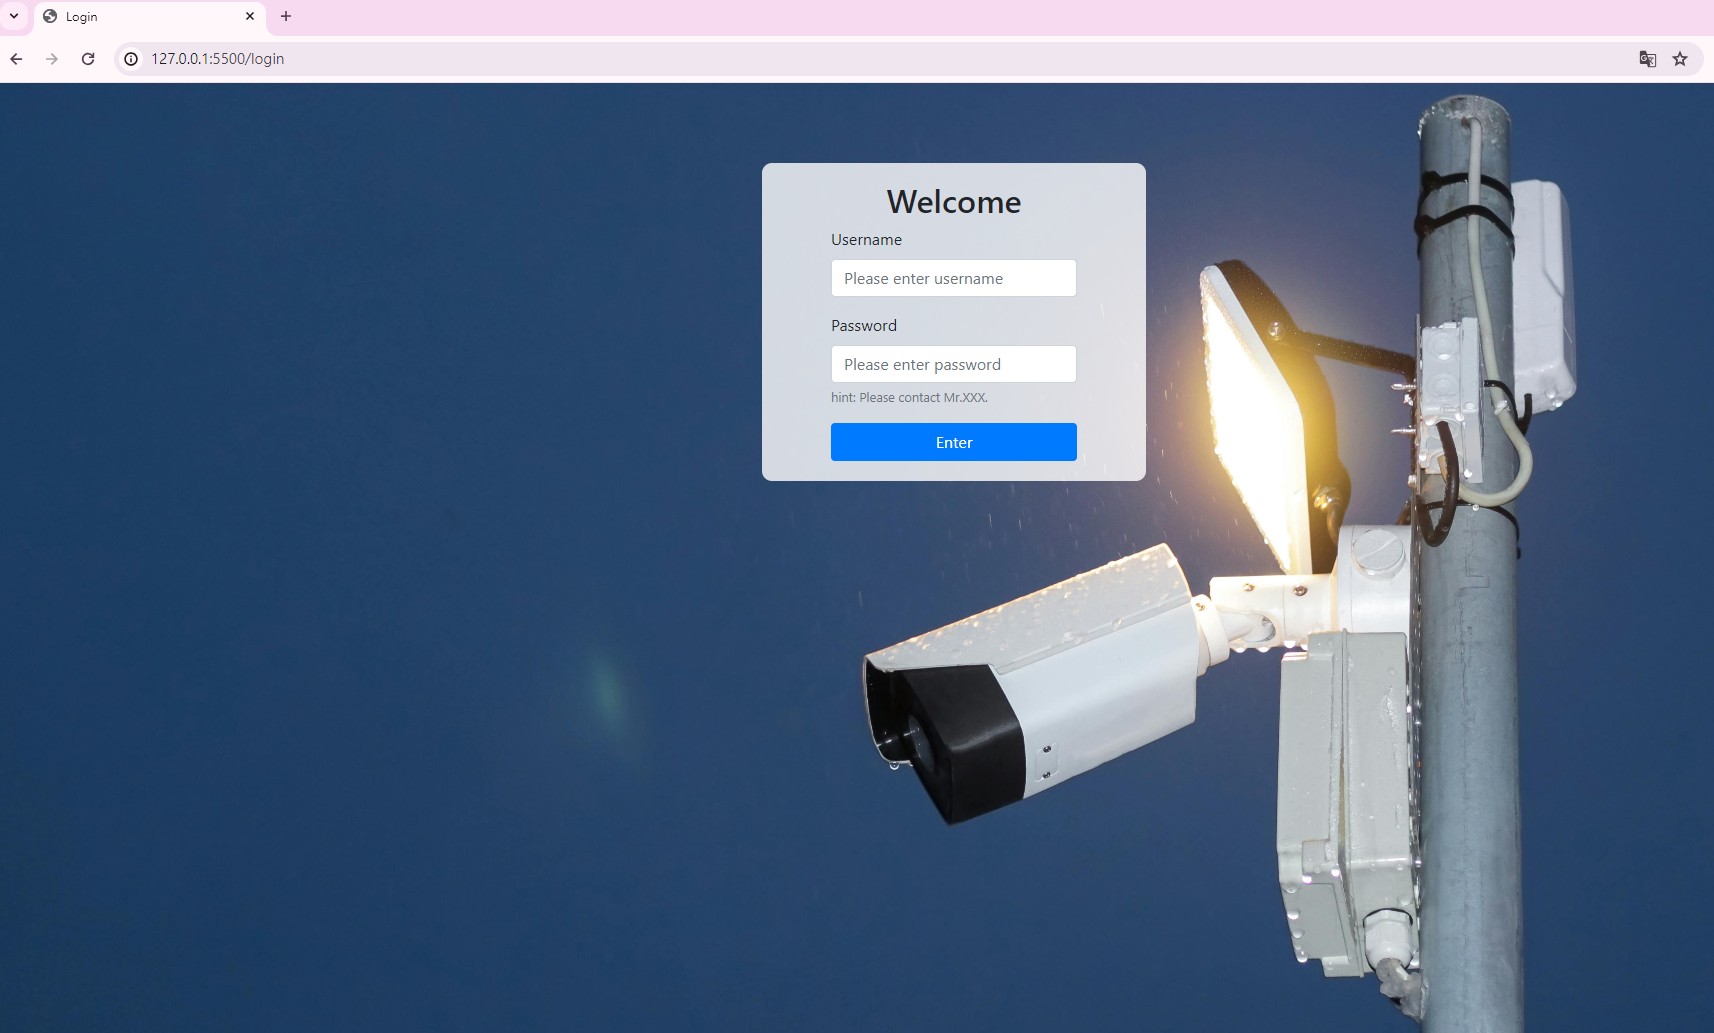 Login
127.0.0.1:5500/login
Welcome
Username
Please enter username
Password
Please enter password
hint: Please contact Mr.XXX.
Enter